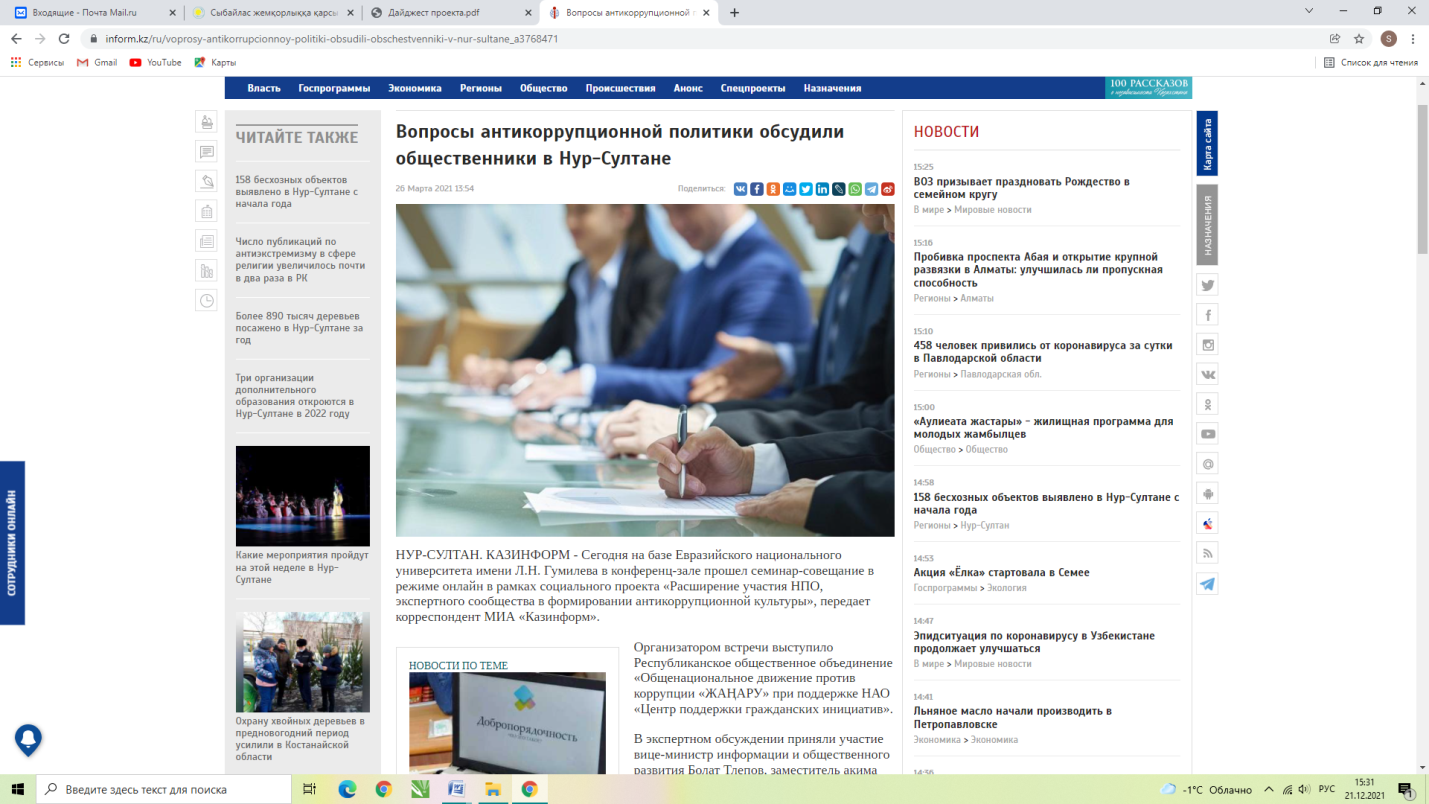 Входящие - Почта Mail.ru
Сыбайлас жемқорлыққа қарсы
Дайджест проекта.pdf
Вопросы антикоррупционной п
inform.kz/ru/voprosy-antikorrupcionnoy-politiki-obsudili-obschestvenniki-v-nur-sultane_a3768471
S
Сервисы
Gmail
YouTube
Карты
Список для чтения
Власть
Госпрограммы
Экономика
Регионы
Общество
Происшествия
Анонс
Спецпроекты
Назначения
100 РАССКАЗОВ
СОТРУДНИКИ ОНЛАЙН
ЧИТАЙТЕ ТАКЖЕ
158 бесхозных объектов
выявлено в Нур-Султане с
начала года
Число публикаций по
антиэкстремизму в сфере
религии увеличилось почти
в два раза в РК
Более 890 тысяч деревьев
посажено в Нур-Султане за
год
Три организации
дополнительного
образования откроются в
Нур-Султане в 2022 году
Какие мероприятия пройдут
на этой неделе в Нур-
Султане
Охрану хвойных деревьев в
предновогодний период
усилили в Костанайской
области
Вопросы антикоррупционной политики обсудили
общественники в Нур-Султане
26 Марта 2021 13:54
Поделиться:
НУР-СУЛТАН. КАЗИНФОРМ - Сегодня на базе Евразийского национального
университета имени Л.Н. Гумилева в конференц-зале прошел семинар-совещание в
режиме онлайн в рамках социального проекта «Расширение участия НПО,
экспертного сообщества в формировании антикоррупционной культуры», передает
корреспондент МИА «Казинформ».
НОВОСТИ ПО ТЕМЕ
Добропорядочность
Организатором встречи выступило
Республиканское общественное объединение
«Общенациональное движение против
коррупции «ЖАҢАРУ» при поддержке НАО
«Центр поддержки гражданских инициатив».
В экспертном обсуждении приняли участие
вице-министр информации и общественного
развития Болат Тлепов, заместитель акима
НОВОСТИ
15:25
ВОЗ призывает праздновать Рождество в
семейном кругу
В мире > Мировые новости
15:16
Пробивка проспекта Абая и открытие крупной
развязки в Алматы: улучшилась ли пропускная
способность
Регионы > Алматы
15:10
458 человек привились от коронавируса за сутки
в Павлодарской области
Регионы > Павлодарская обл.
15:00
«Аулиеата жастары» - жилищная программа для
молодых жамбылцев
Общество > Общество
14:58
158 бесхозных объектов выявлено в Нур-Султане с
начала года
Регионы > Нур-Султан
14:53
Акция «Ёлка» стартовала в Семее
Госпрограммы > Экология
14:47
Эпидситуация по коронавирусу в Узбекистане
продолжает улучшаться
В мире > Мировые новости
14:41
Льняное масло начали производить в
Петропавловске
Экономика > Экономика
14:36
Карта сайта
НАЗНАЧЕНИЯ
Введите здесь текст для поиска
-1°C Облачно
РУС
15:31
21.12.2021
1